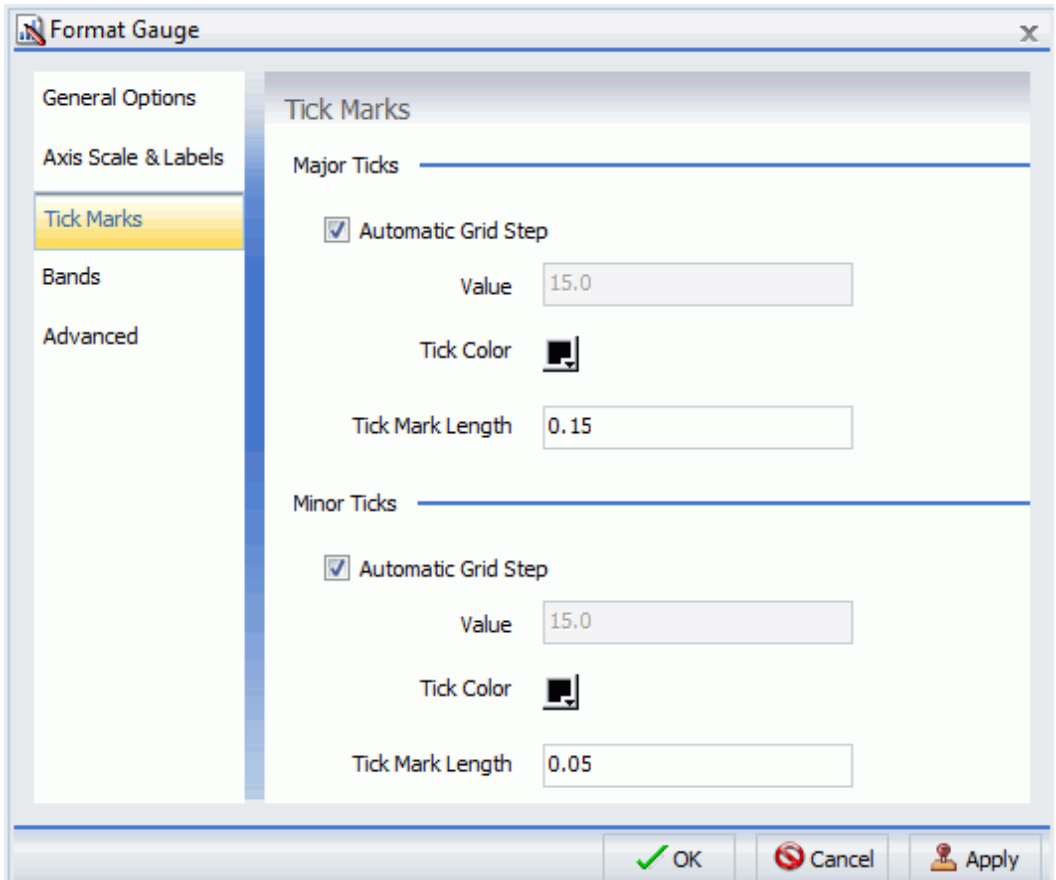 Format Gauge
x
General Options
Axis Scale & Labels
Tick Marks
Bands
Advanced
Tick Marks
Major Ticks
Automatic Grid Step
Value 15.0
Tick Color
Tick Mark Length 0.15
Minor Ticks
Automatic Grid Step
Value 15.0
Tick Color
Tick Mark Length 0.05
OK Cancel Apply